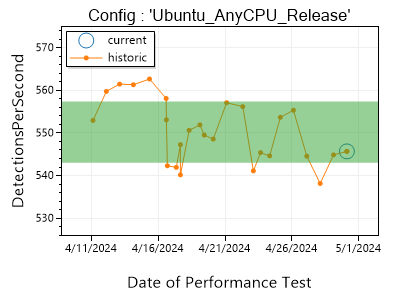 Config : 'Ubuntu_AnyCPU_Release'
current
historic
DetectionsPerSecond
570
560
550
540
530
4/11/2024 4/16/2024 4/21/2024 4/26/2024 5/1/2024
Date of Performance Test